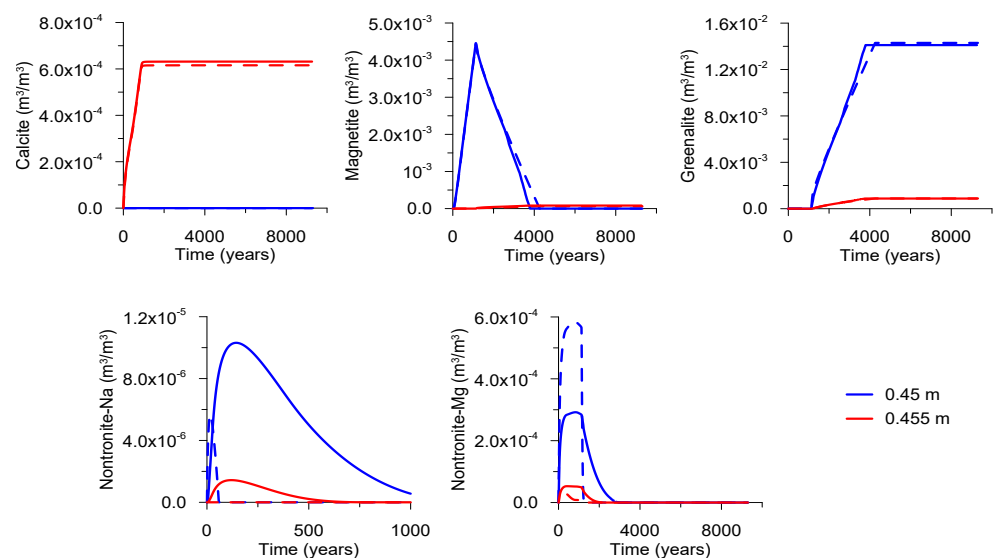 Calcite (m³/m³)
8.0x10⁻⁴
6.0x10⁻⁴
4.0x10⁻⁴
2.0x10⁻⁴
0.0
0 4000 8000
Time (years)
Magnetite (m³/m³)
5.0x10⁻³
4.0x10⁻³
3.0x10⁻³
2.0x10⁻³
10⁻³
0.0
0 4000 8000
Time (years)
Greenalite (m³/m³)
1.6x10⁻²
1.2x10⁻²
8.0x10⁻³
4.0x10⁻³
0.0
0 4000 8000
Time (years)
Nontronite-Na (m³/m³)
1.2x10⁻⁵
8.0x10⁻⁶
4.0x10⁻⁶
0.0
0 500 1000
Time (years)
Nontronite-Mg (m³/m³)
6.0x10⁻⁴
4.0x10⁻⁴
2.0x10⁻⁴
0.0
0 4000 8000
Time (years)
0.45 m
0.455 m